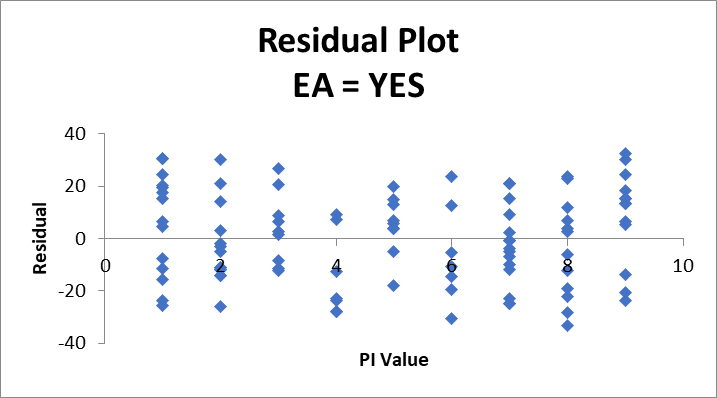 Residual Plot
EA = YES
40
20
0
-20
-40
0
2
4
6
8
10
Residual
PI Value